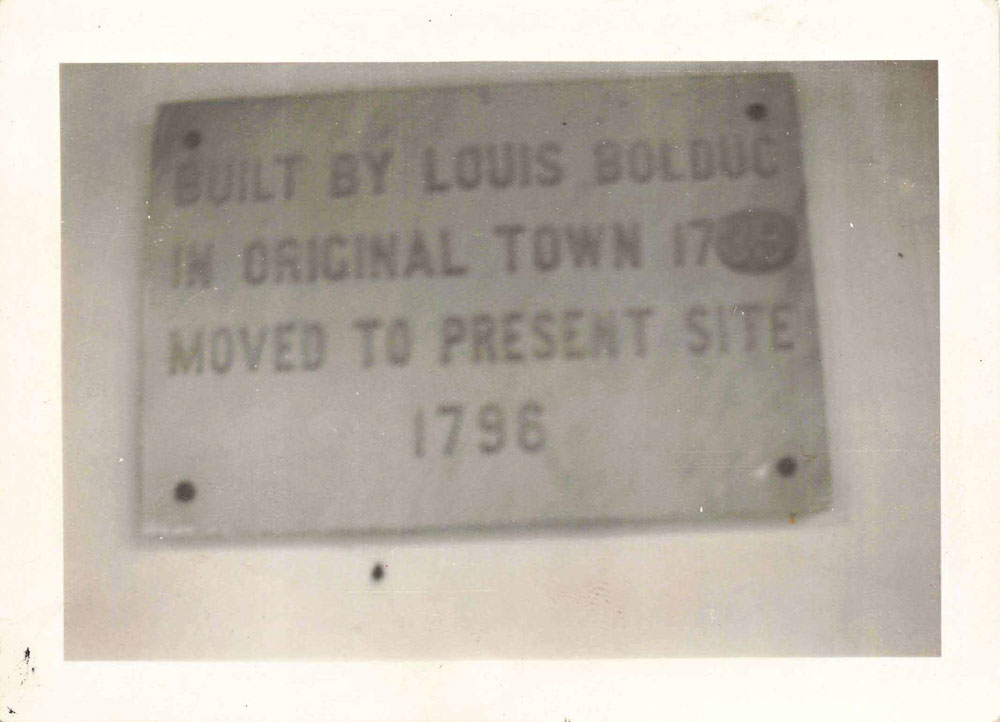 BUILT BY LOUIS BOLDUC
IN ORIGINAL TOWN
MOVED TO PRESENT SITE
1796